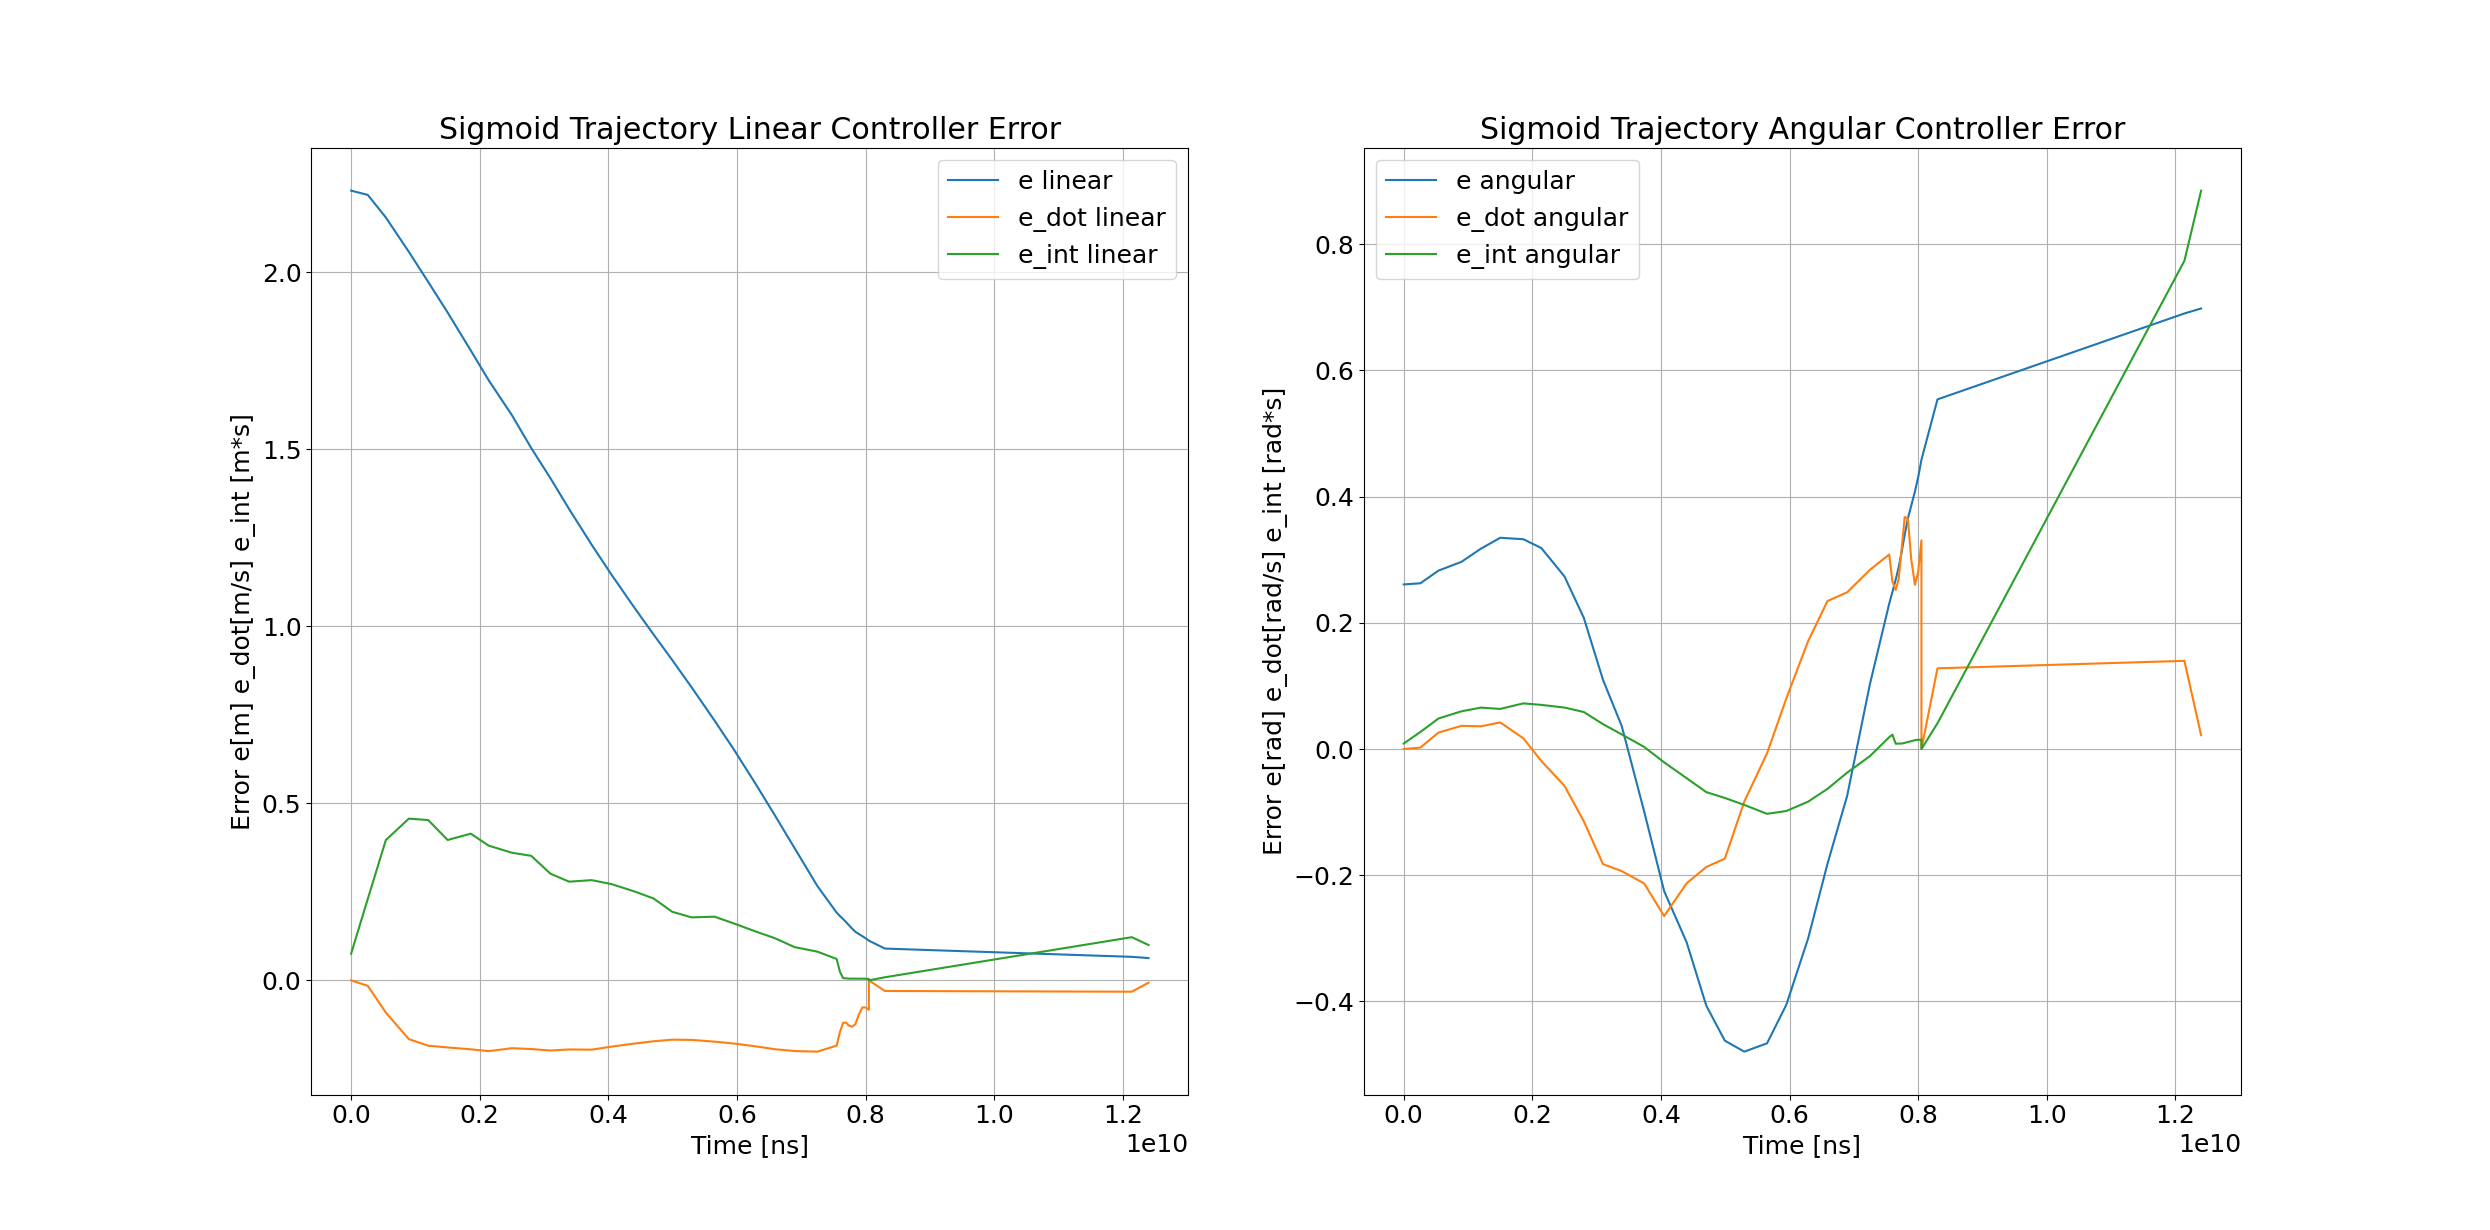 Sigmoid Trajectory Linear Controller Error
e linear
e_dot linear
e_int linear
2.0
1.5
1.0
0.5
0.0
Error e[m] e_dot[m/s] e_int [m*s]
0.0 0.2 0.4 0.6 0.8 1.0 1.2
1e10
Time [ns]
Sigmoid Trajectory Angular Controller Error
e angular
e_dot angular
e_int angular
0.8
0.6
0.4
0.2
0.0
−0.2
−0.4
Error e[rad] e_dot[rad/s] e_int [rad*s]
0.0 0.2 0.4 0.6 0.8 1.0 1.2
1e10
Time [ns]